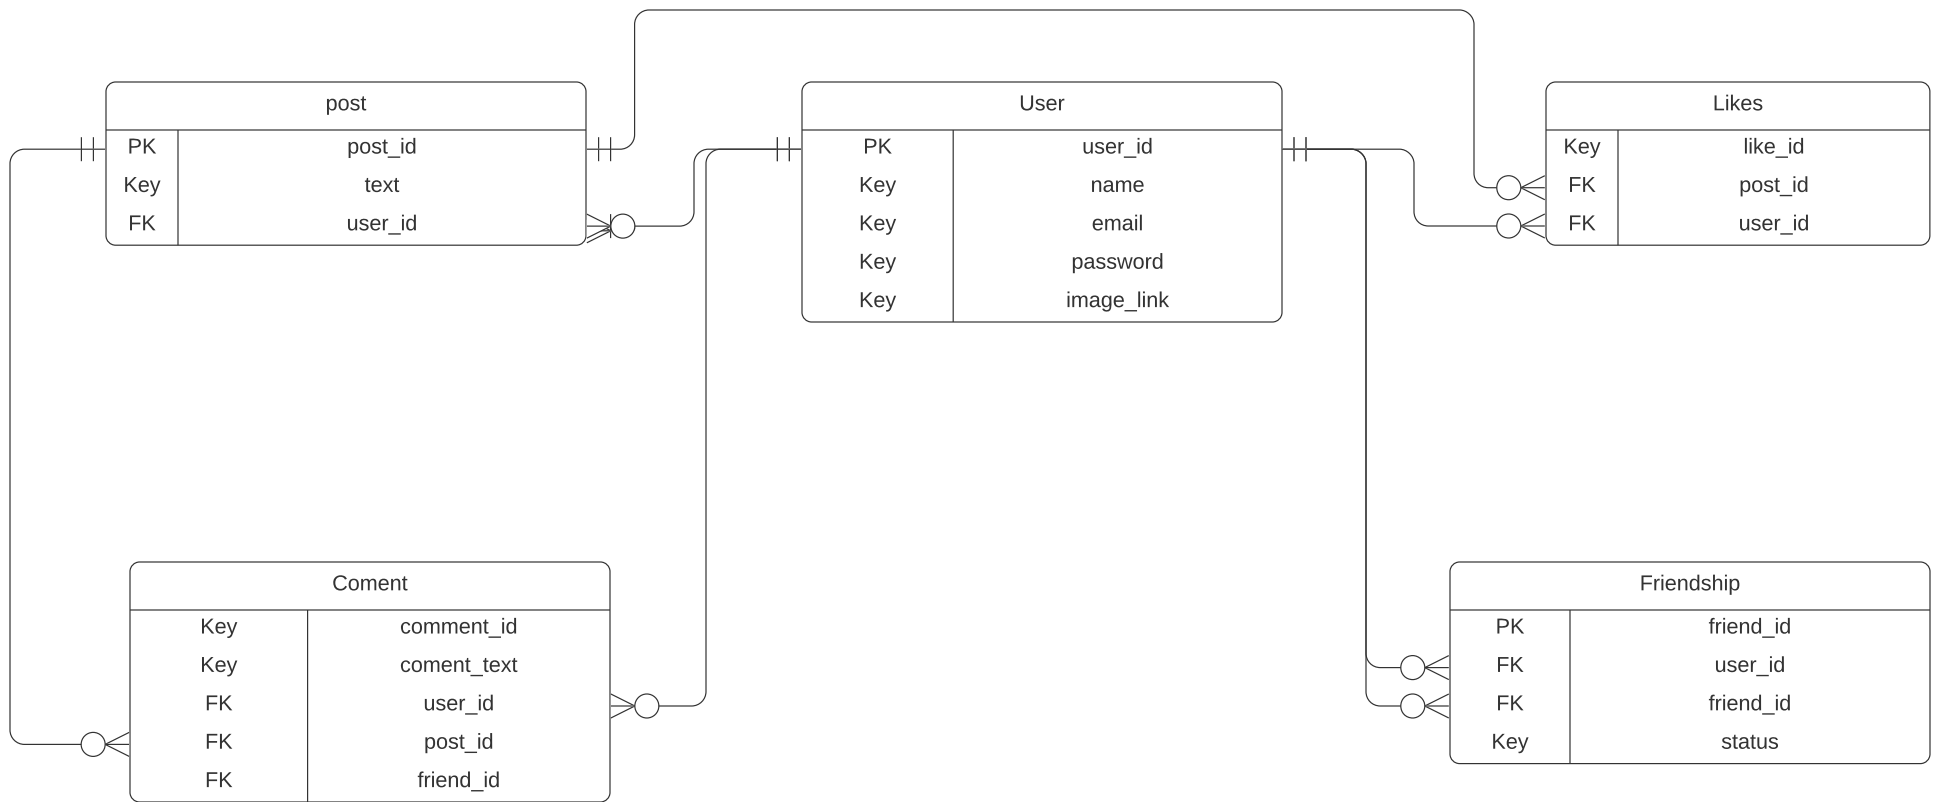 post
PK post_id
Key text
FK user_id
User
PK user_id
Key name
Key email
Key password
Key image_link
Likes
Key like_id
FK post_id
FK user_id
Coment
Key comment_id
Key coment_text
FK user_id
FK post_id
FK friend_id
Friendship
PK friend_id
FK user_id
FK friend_id
Key status